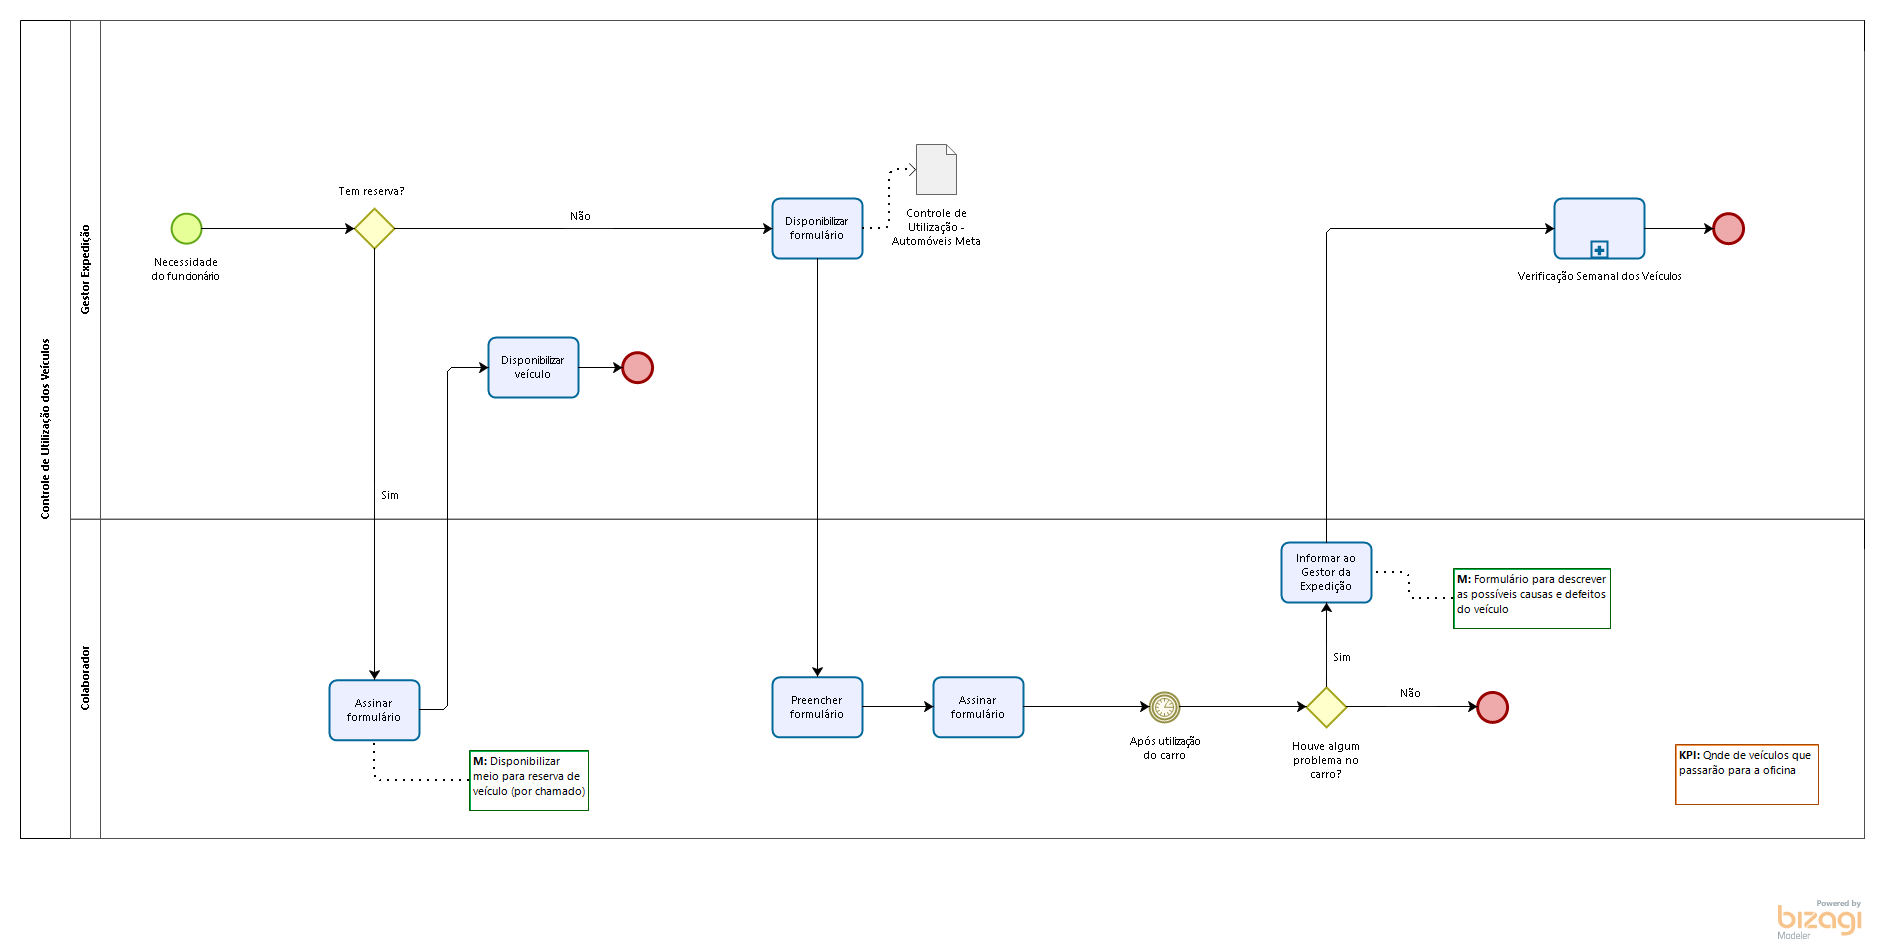 Controle de Utilização dos Veículos
Gestor Expedição
Necessidade
do funcionário
Tem reserva?
Não
Sim
Disponibilizar
veículo
Disponibilizar
formulário
Controle de
Utilização -
Automóveis Meta
Verificação Semanal dos Veículos
Colaborador
Assinar
formulário
M: Disponibilizar
meio para reserva de
veículo (por chamado)
Preencher
formulário
Assinar
formulário
Após utilização
do carro
Houve algum
problema no
carro?
Sim
Não
Informar ao
Gestor da
Expedição
M: Formulário para descrever
as possíveis causas e defeitos
do veículo
KPI: Qnde de veículos que
passarão para a oficina
Powered by
bizagi
Modeler